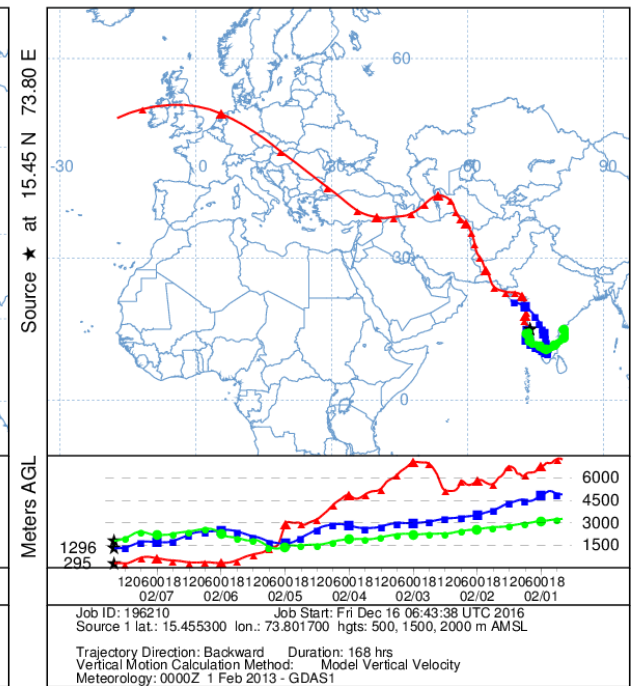 Source ★ at 15.45 N 73.80 E
60
-30
0
30
60
90
30
0
Meters AGL
6000
4500
3000
1500
1296
295
12060018120600181206001812060018120600181206001812060018
02/07 02/06 02/05 02/04 02/03 02/02 02/01
Job ID: 196210 Job Start: Fri Dec 16 06:43:38 UTC 2016
Source 1 lat.: 15.455300 lon.: 73.801700 hgts: 500, 1500, 2000 m AMSL
Trajectory Direction: Backward Duration: 168 hrs
Vertical Motion Calculation Method: Model Vertical Velocity
Meteorology: 0000Z 1 Feb 2013 - GDAS1